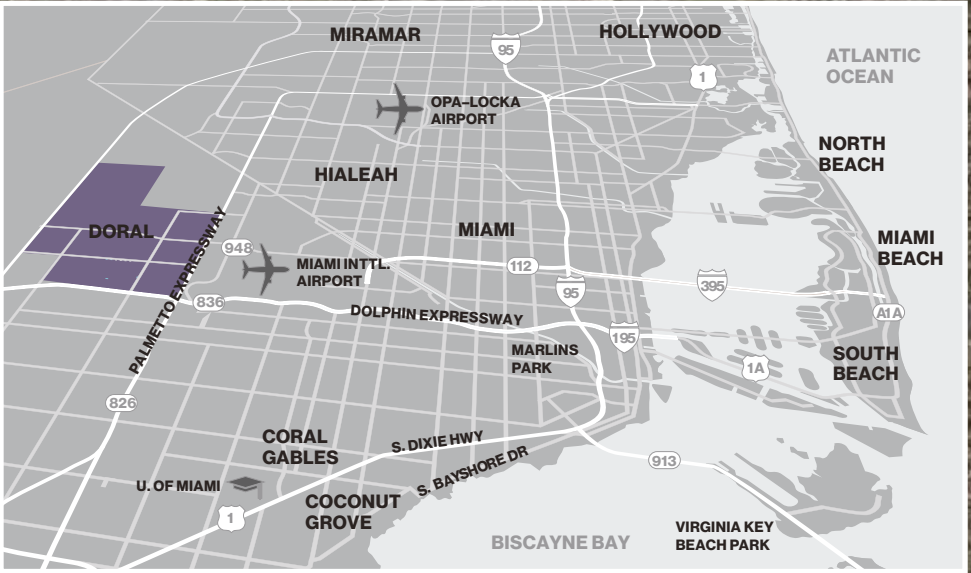 MIRAMAR
95
HOLLYWOOD
1
ATLANTIC
OCEAN
OPA-LOCKA
AIRPORT
NORTH
BEACH
HIALEAH
DORAL
MIAMI
948
MIAMI INTTL.
AIRPORT
112
MIAMI
BEACH
PALMETTO EXPRESSWAY
836
95
395
A1A
DOLPHIN EXPRESSWAY
195
MARLINS
PARK
1A
SOUTH
BEACH
826
CORAL
GABLES
S. DIXIE HWY
S. BAYSHORE DR
913
U. OF MIAMI
1
COCONUT
GROVE
BISCAYNE BAY
VIRGINIA KEY
BEACH PARK